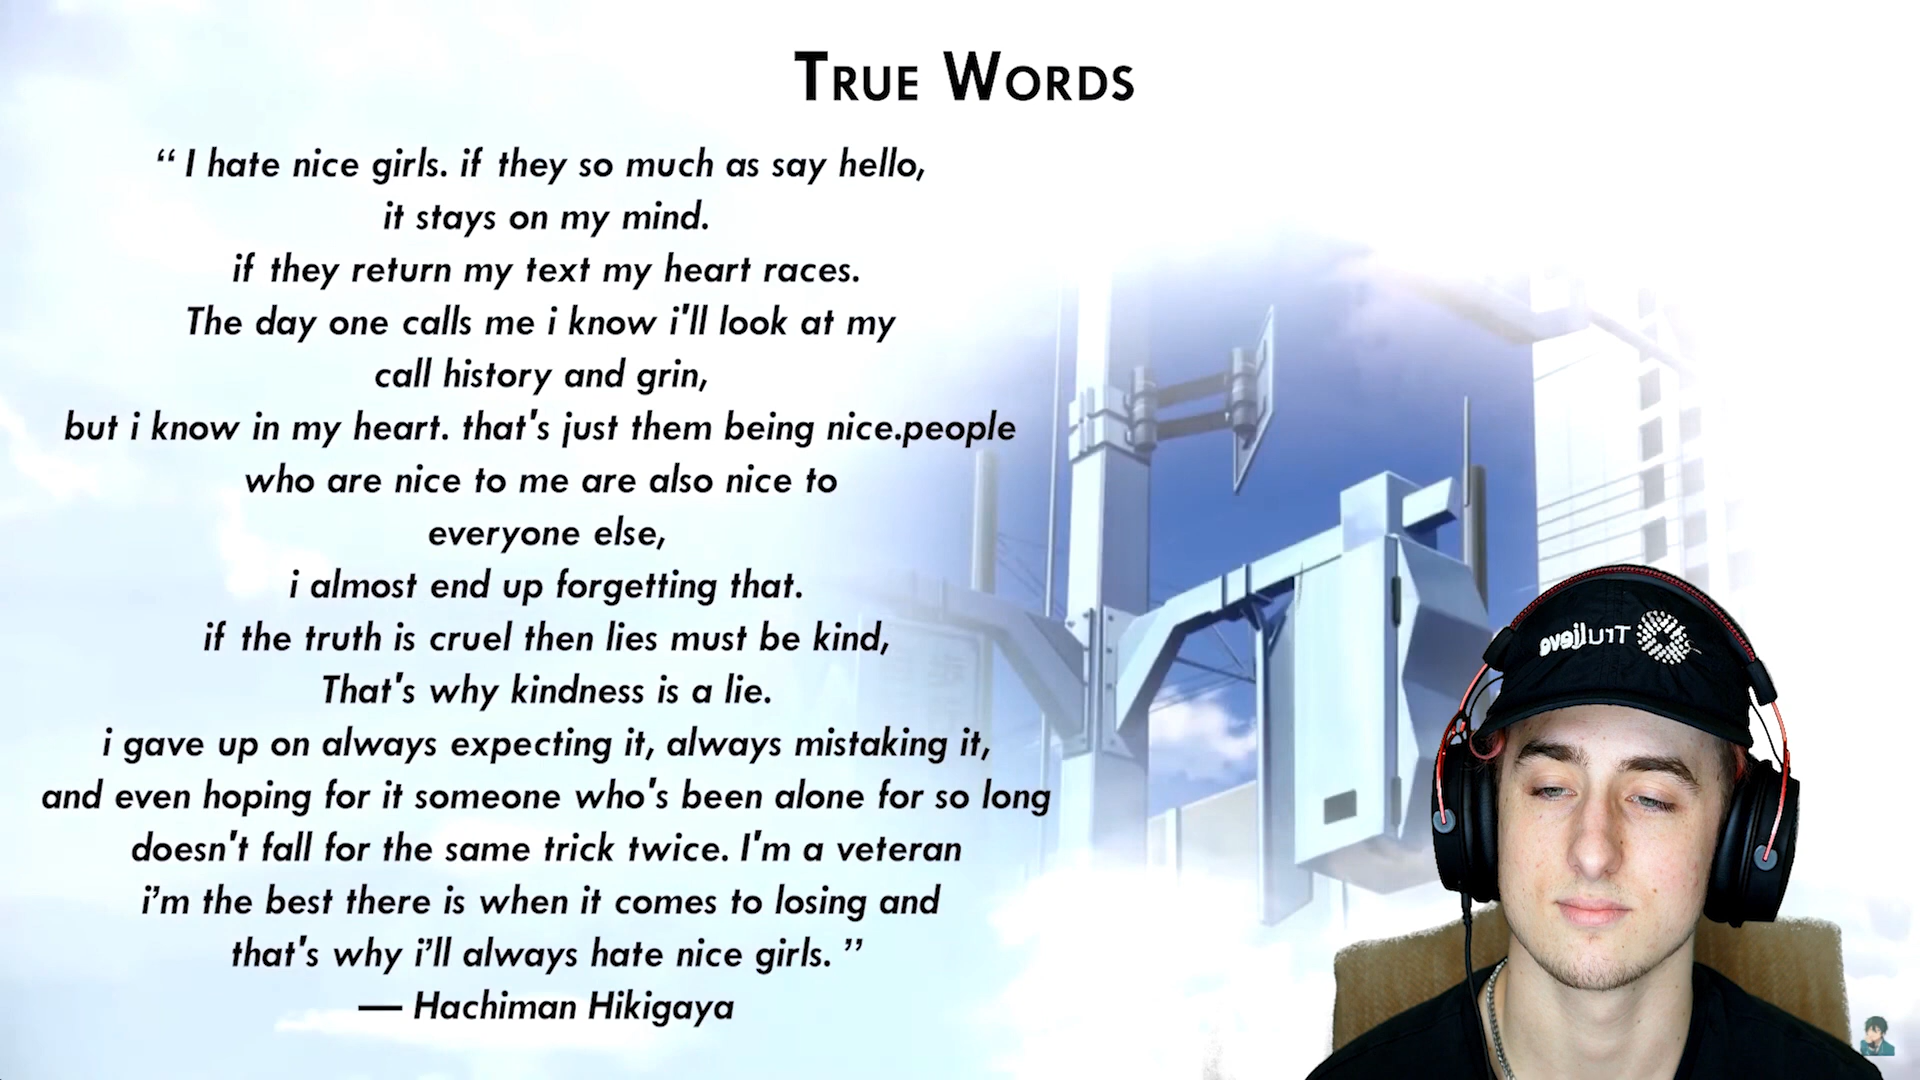 TRUE WORDS
“ I hate nice girls. if they so much as say hello,
it stays on my mind.
if they return my text my heart races.
The day one calls me i know i'll look at my
call history and grin,
but i know in my heart. that's just them being nice.people
who are nice to me are also nice to
everyone else,
i almost end up forgetting that.
if the truth is cruel then lies must be kind,
That's why kindness is a lie.
i gave up on always expecting it, always mistaking it,
and even hoping for it someone who's been alone for so long
doesn't fall for the same trick twice. I'm a veteran
i’m the best there is when it comes to losing and
that's why i’ll always hate nice girls. ”
— Hachiman Hikigaya
Trulieve